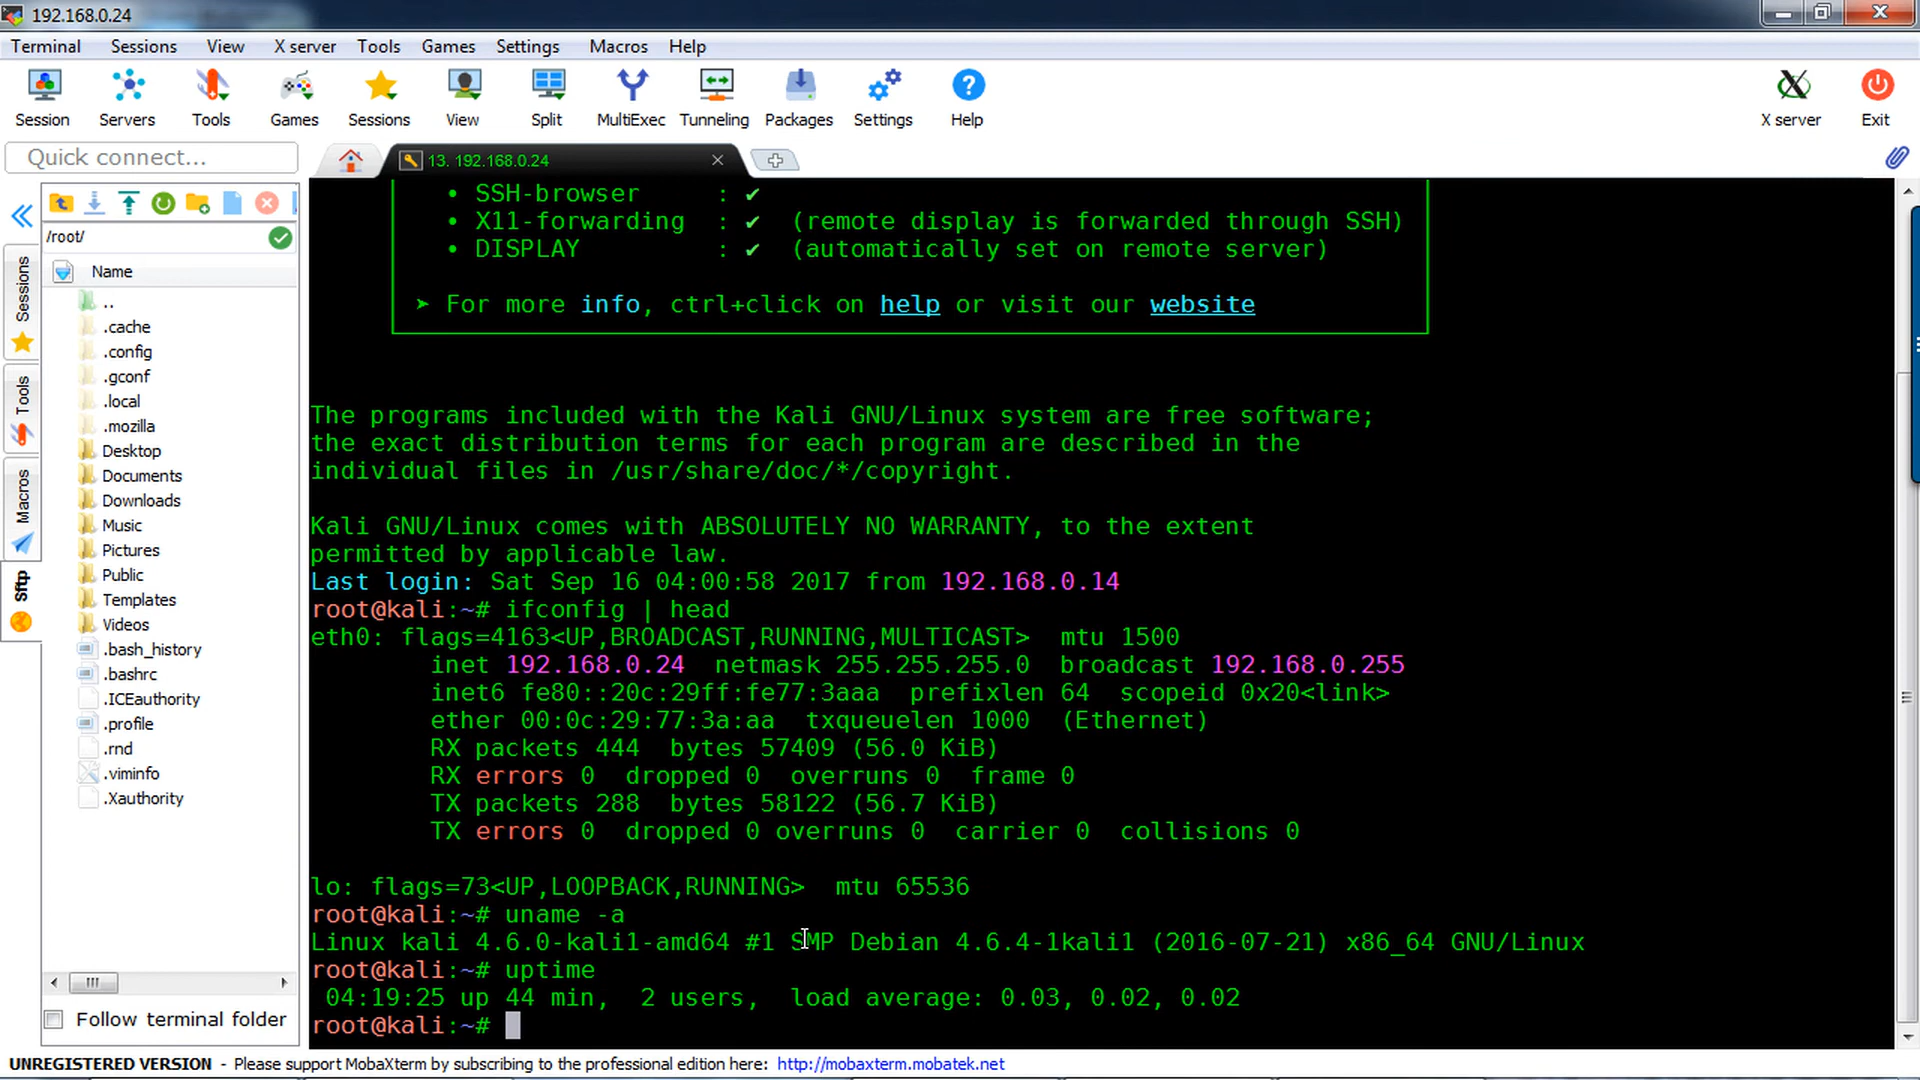 192.168.0.24
Terminal Sessions View X server Tools Games Settings Macros Help
Session Servers Tools Games Sessions View Split MultiExec Tunneling Packages Settings Help X server Exit
Quick connect...
13. 192.168.0.24
/root/
Name
..
.cache
.config
.gconf
.local
.mozilla
Desktop
Documents
Downloads
Music
Pictures
Public
Templates
Videos
.bash_history
.bashrc
.ICEauthority
.profile
.rnd
.viminfo
.Xauthority
Follow terminal folder
Sessions
Tools
Macros
Sftp
• SSH-browser : ✔
• X11-forwarding : ✔ (remote display is forwarded through SSH)
• DISPLAY : ✔ (automatically set on remote server)
➤ For more info, ctrl+click on help or visit our website
The programs included with the Kali GNU/Linux system are free software;
the exact distribution terms for each program are described in the
individual files in /usr/share/doc/*/copyright.
Kali GNU/Linux comes with ABSOLUTELY NO WARRANTY, to the extent
permitted by applicable law.
Last login: Sat Sep 16 04:00:58 2017 from 192.168.0.14
root@kali:~# ifconfig | head
eth0: flags=4163<UP,BROADCAST,RUNNING,MULTICAST>  mtu 1500
inet 192.168.0.24  netmask 255.255.255.0  broadcast 192.168.0.255
inet6 fe80::20c:29ff:fe77:3aaa  prefixlen 64  scopeid 0x20<link>
ether 00:0c:29:77:3a:aa  txqueuelen 1000  (Ethernet)
RX packets 444  bytes 57409 (56.0 KiB)
RX errors 0  dropped 0  overruns 0  frame 0
TX packets 288  bytes 58122 (56.7 KiB)
TX errors 0  dropped 0 overruns 0  carrier 0  collisions 0
lo: flags=73<UP,LOOPBACK,RUNNING>  mtu 65536
root@kali:~# uname -a
Linux kali 4.6.0-kali1-amd64 #1 SMP Debian 4.6.4-1kali1 (2016-07-21) x86_64 GNU/Linux
root@kali:~# uptime
04:19:25 up 44 min,  2 users,  load average: 0.03, 0.02, 0.02
root@kali:~#
UNREGISTERED VERSION - Please support MobaXterm by subscribing to the professional edition here: http://mobaxterm.mobatek.net